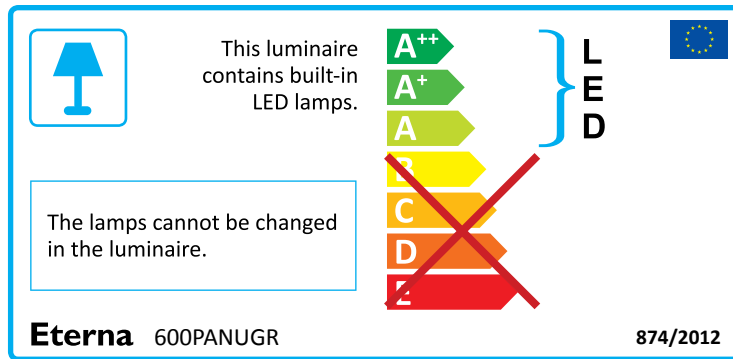 This luminaire
contains built-in
LED lamps.
A++
A+
A
B
C
D
E
L
E
D
The lamps cannot be changed
in the luminaire.
Eterna 600PANUGR
874/2012